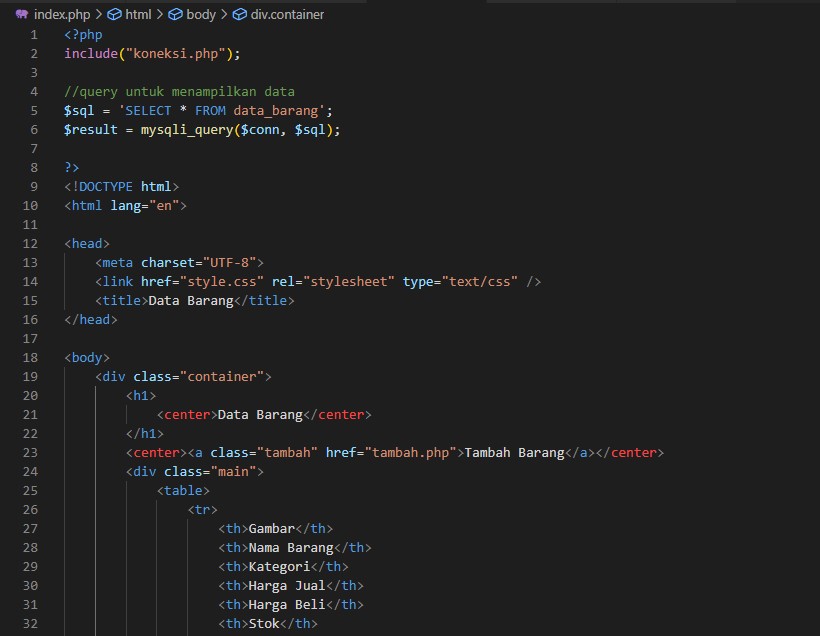 index.php > html > body > div.container
1 <?php
2 include("koneksi.php");
3
4 //query untuk menampilkan data
5 $sql = 'SELECT * FROM data_barang';
6 $result = mysqli_query($conn, $sql);
7
8 ?>
9 <!DOCTYPE html>
10 <html lang="en">
11
12 <head>
13     <meta charset="UTF-8">
14     <link href="style.css" rel="stylesheet" type="text/css" />
15     <title>Data Barang</title>
16 </head>
17
18 <body>
19     <div class="container">
20         <h1>
21             <center>Data Barang</center>
22         </h1>
23         <center><a class="tambah" href="tambah.php">Tambah Barang</a></center>
24         <div class="main">
25             <table>
26                 <tr>
27                     <th>Gambar</th>
28                     <th>Nama Barang</th>
29                     <th>Kategori</th>
30                     <th>Harga Jual</th>
31                     <th>Harga Beli</th>
32                     <th>Stok</th>